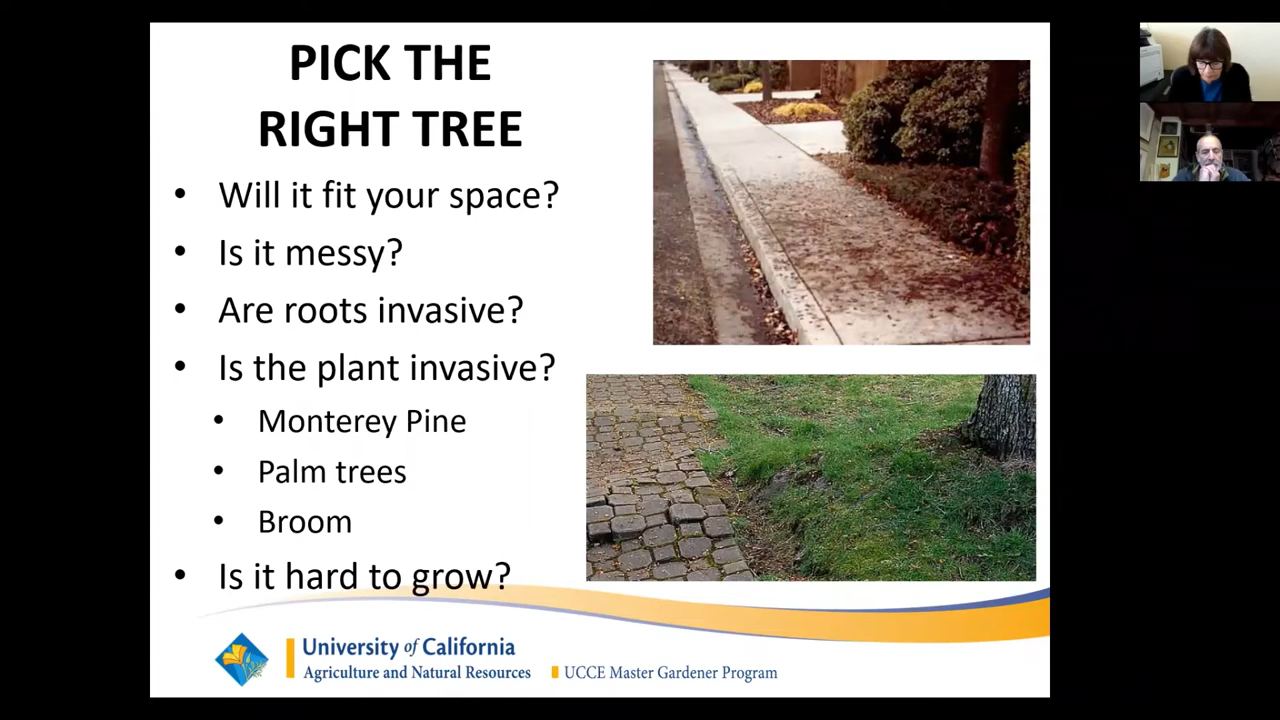 PICK THE
RIGHT TREE
• Will it fit your space?
• Is it messy?
• Are roots invasive?
• Is the plant invasive?
• Monterey Pine
• Palm trees
• Broom
• Is it hard to grow?
University of California
Agriculture and Natural Resources
UCCE Master Gardener Program